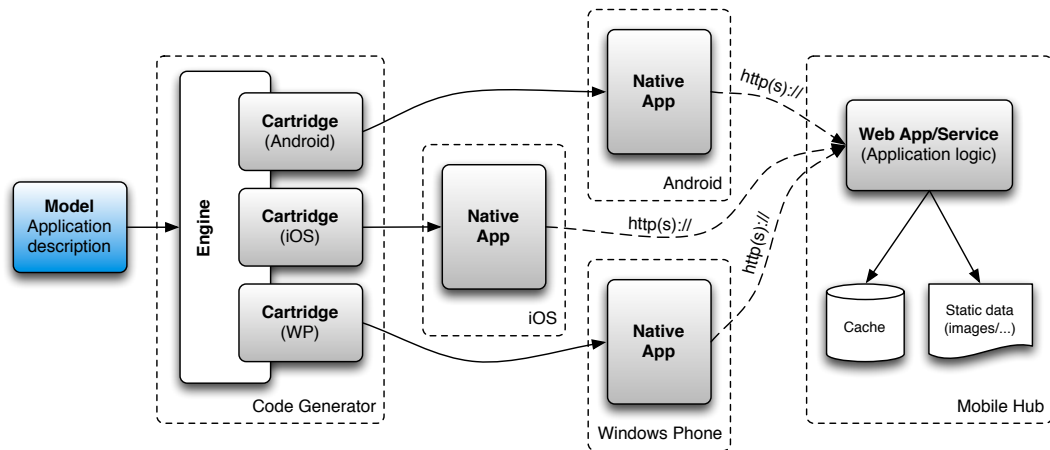 Model
Application
description
Engine
Cartridge
(Android)
Cartridge
(iOS)
Cartridge
(WP)
Code Generator
Native
App
iOS
Native
App
Android
Native
App
Windows Phone
http(s)://
http(s)://
http(s)://
Web App/Service
(Application logic)
Cache
Static data
(images/...)
Mobile Hub